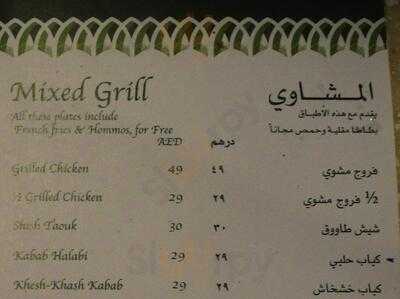 Mixed Grill المشاوي
All these plates include يقدم مع هذه الأطباق
French fries & Hommos, for Free بطاطا مقلية وحمص مجاناً
AED درهم
Grilled Chicken 49 ٤٩ فروج مشوي
½ Grilled Chicken 29 ٢٩ ½ فروج مشوي
Shish Taouk 30 ٣٠ شيش طاووق
Kabab Halabi 29 ٢٩ كباب حلبي
Khesh-Khash Kabab 29 ٢٩ كباب خشخاش